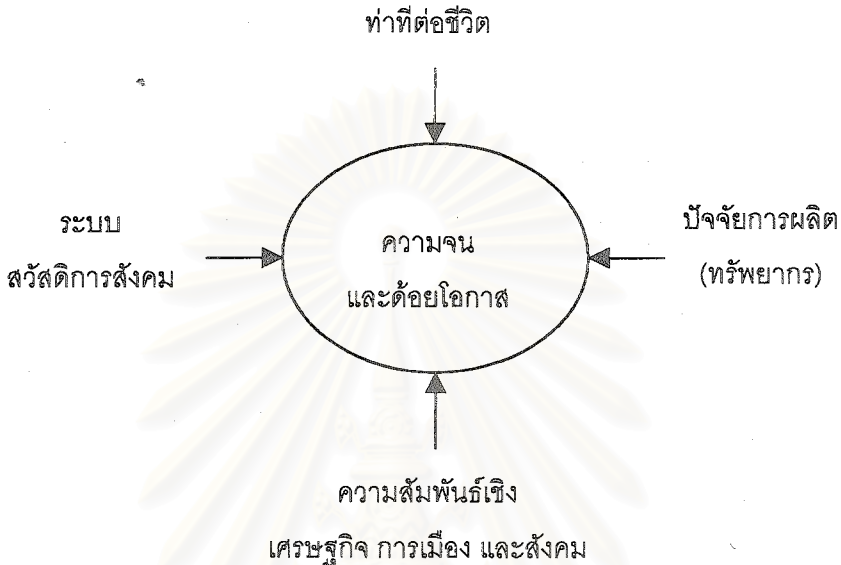 ท่าทีต่อชีวิต
ระบบ
สวัสดิการสังคม
ความจน
และด้อยโอกาส
ปัจจัยการผลิต
(ทรัพยากร)
ความสัมพันธ์เชิง
เศรษฐกิจ การเมือง และสังคม